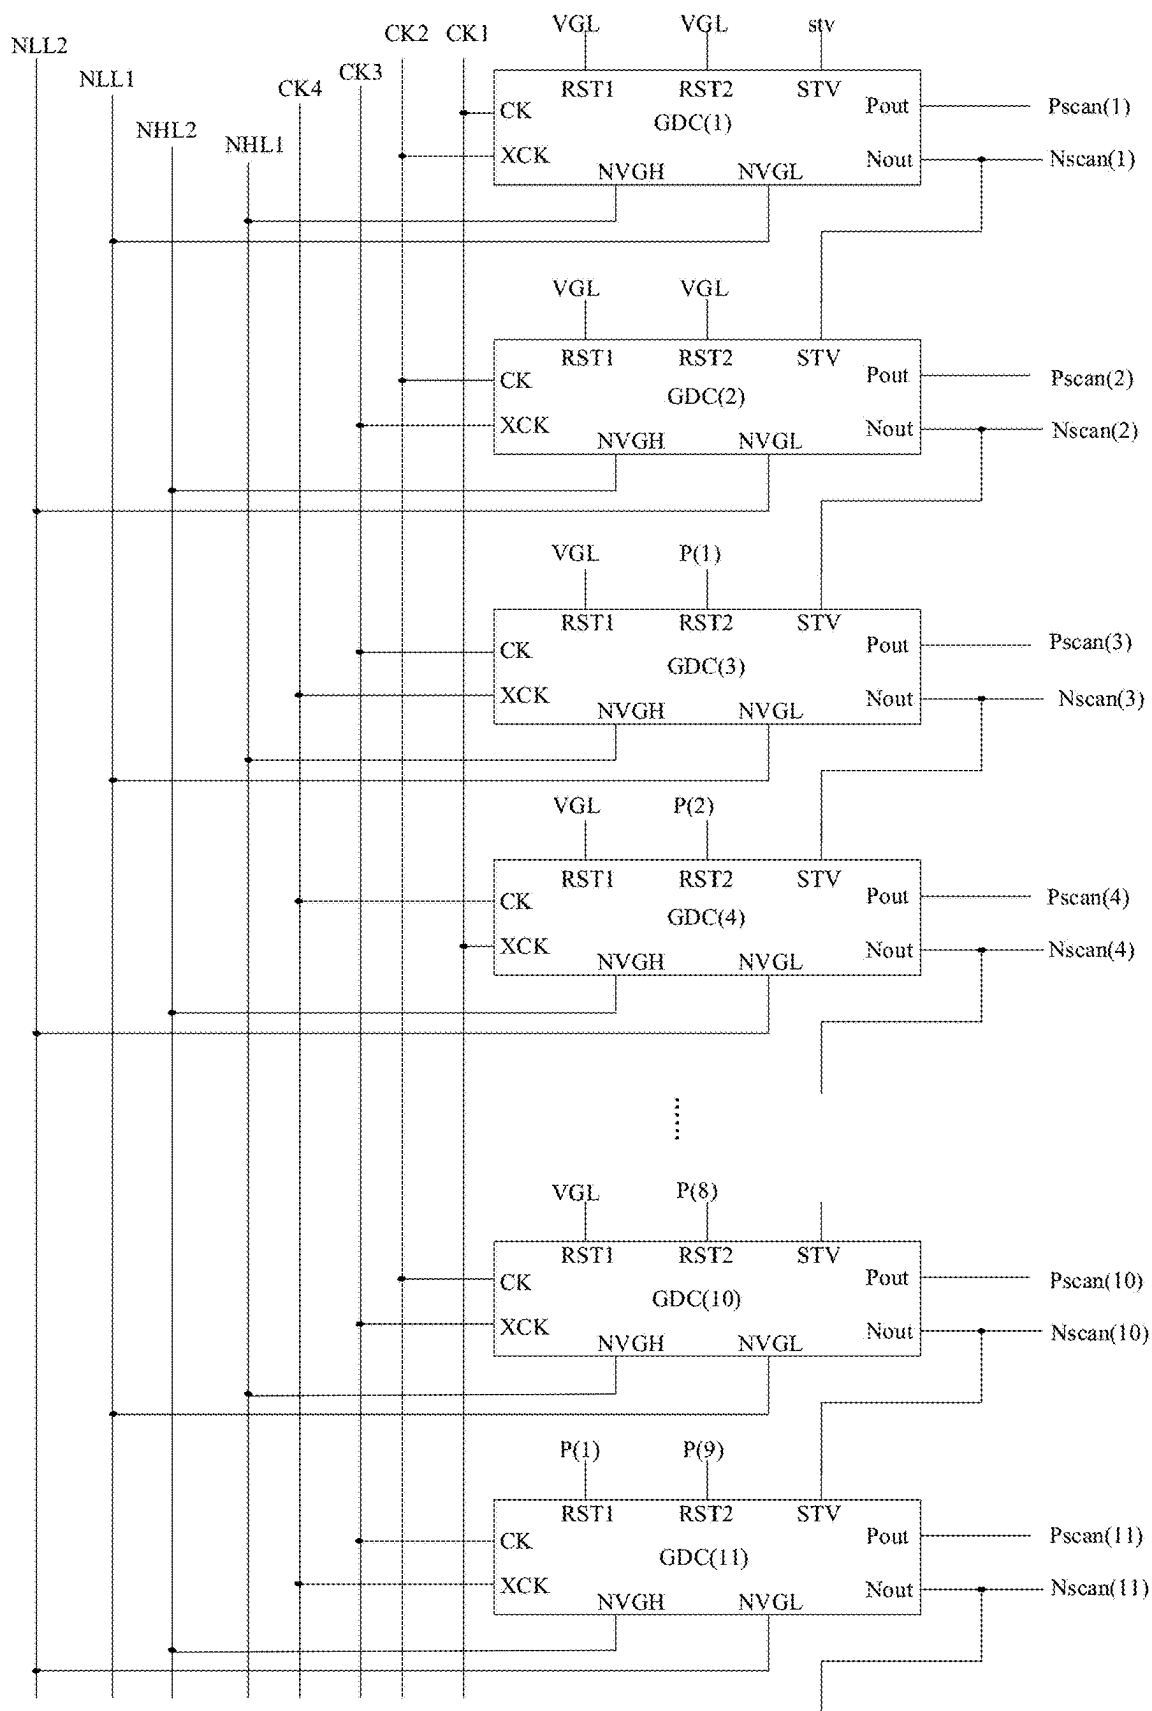 VGL VGL stv
CK2 CK1
NLL2
NLL1 CK3
CK4
NHL2
NHL1
RST1 RST2 STV
CK GDC(1) Pout Pscan(1)
XCK Nout Nscan(1)
NVGH NVGL
VGL VGL
RST1 RST2 STV
CK GDC(2) Pout Pscan(2)
XCK Nout Nscan(2)
NVGH NVGL
VGL P(1)
RST1 RST2 STV
CK GDC(3) Pout Pscan(3)
XCK Nout Nscan(3)
NVGH NVGL
VGL P(2)
RST1 RST2 STV
CK GDC(4) Pout Pscan(4)
XCK Nout Nscan(4)
NVGH NVGL
VGL P(8)
RST1 RST2 STV
CK GDC(10) Pout Pscan(10)
XCK Nout Nscan(10)
NVGH NVGL
P(1) P(9)
RST1 RST2 STV
CK GDC(11) Pout Pscan(11)
XCK Nout Nscan(11)
NVGH NVGL